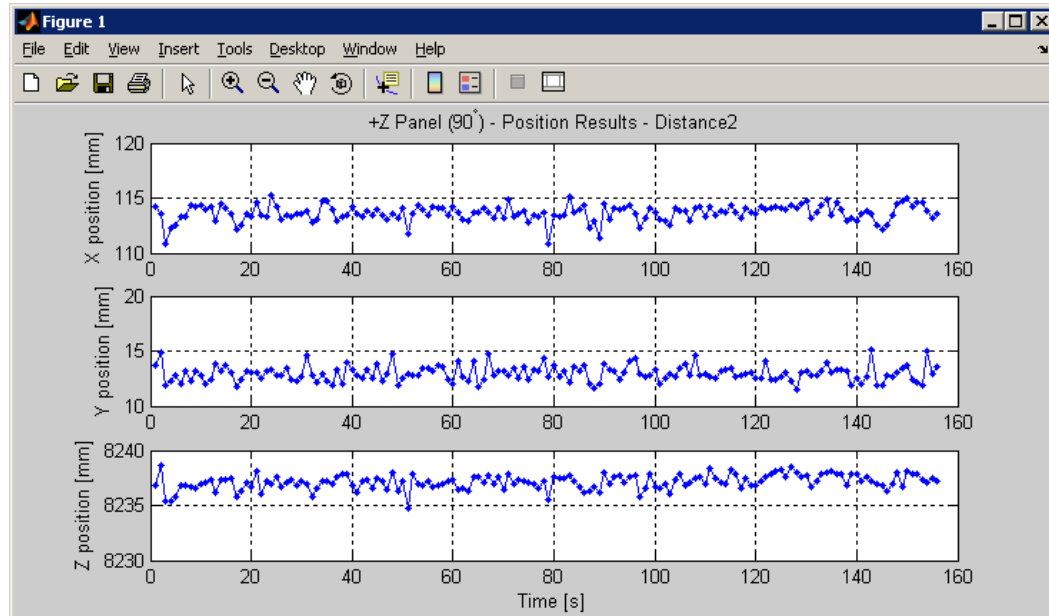 Figure 1
File Edit View Insert Tools Desktop Window Help
+Z Panel (90°) - Position Results - Distance2
X position [mm]
120
115
110
0 20 40 60 80 100 120 140 160
Y position [mm]
20
15
10
0 20 40 60 80 100 120 140 160
Z position [mm]
8240
8235
8230
0 20 40 60 80 100 120 140 160
Time [s]